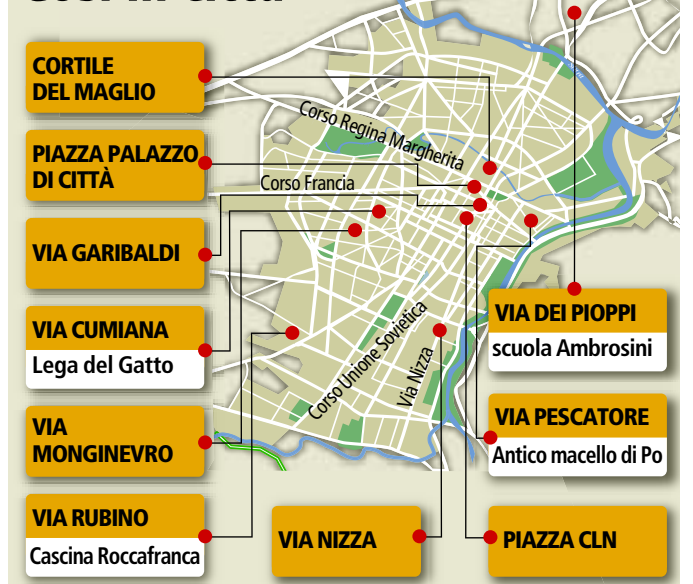 CORTILE
DEL MAGLIO
PIAZZA PALAZZO
DI CITTÀ
VIA GARIBALDI
VIA CUMIANA
Lega del Gatto
VIA
MONGINEVRO
VIA RUBINO
Cascina Roccafranca
VIA NIZZA
PIAZZA CLN
VIA PESCATORE
Antico macello di Po
VIA DEI PIOPPI
scuola Ambrosini
Corso Regina Margherita
Corso Francia
Corso Unione Sovietica
Via Nizza